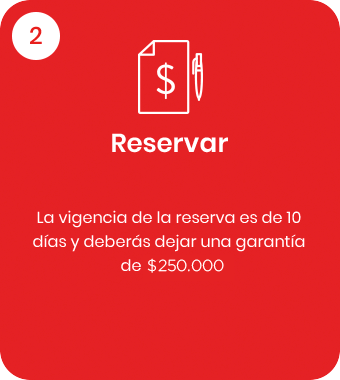 2
$
Reservar
La vigencia de la reserva es de 10
días y deberás dejar una garantía
de $250.000